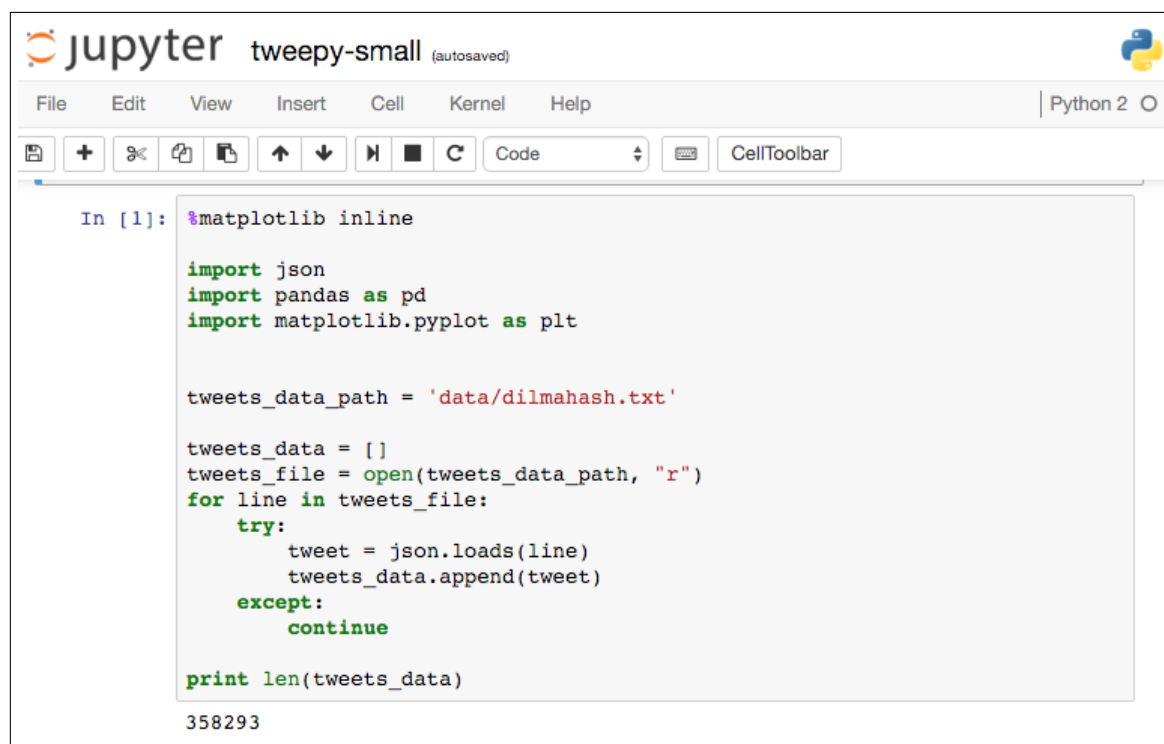 jupyter tweepy-small (autosaved)
File Edit View Insert Cell Kernel Help Python 2
Code CellToolbar
In [1]: %matplotlib inline
import json
import pandas as pd
import matplotlib.pyplot as plt
tweets_data_path = 'data/dilmahash.txt'
tweets_data = []
tweets_file = open(tweets_data_path, "r")
for line in tweets_file:
    try:
        tweet = json.loads(line)
        tweets_data.append(tweet)
    except:
        continue
print len(tweets_data)
358293